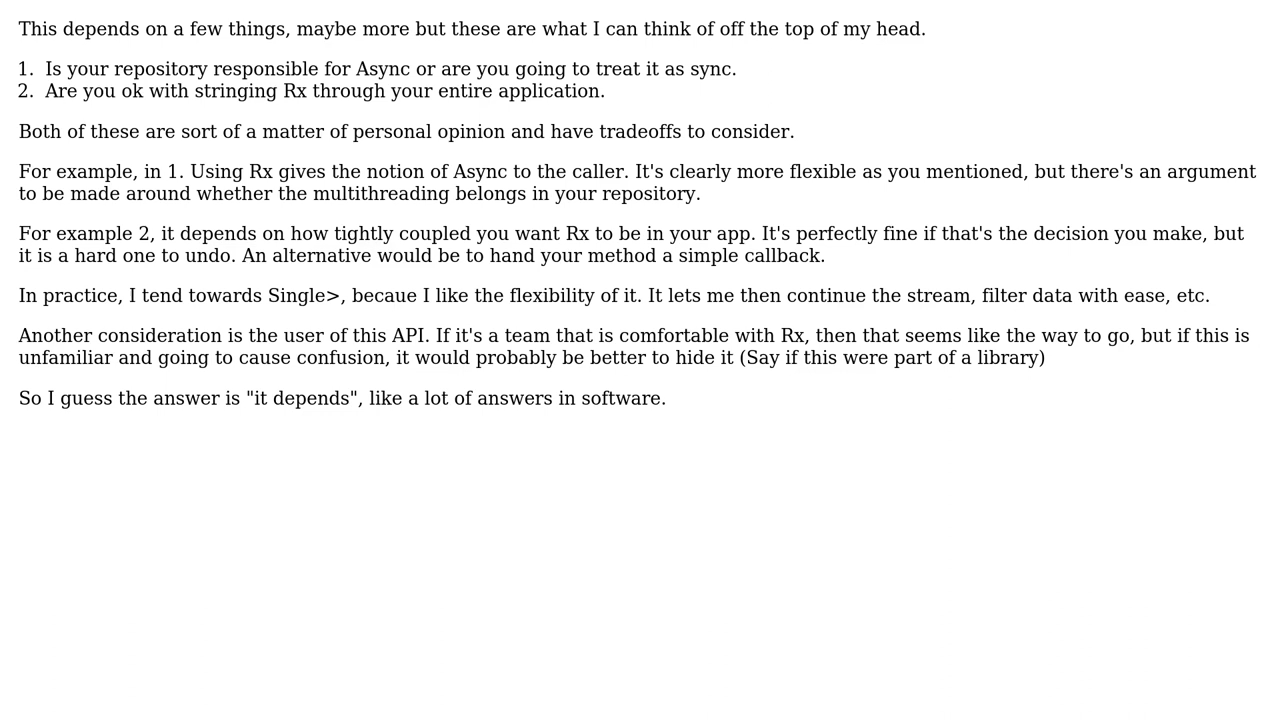 This depends on a few things, maybe more but these are what I can think of off the top of my head.
1. Is your repository responsible for Async or are you going to treat it as sync.
2. Are you ok with stringing Rx through your entire application.
Both of these are sort of a matter of personal opinion and have tradeoffs to consider.
For example, in 1. Using Rx gives the notion of Async to the caller. It's clearly more flexible as you mentioned, but there's an argument
to be made around whether the multithreading belongs in your repository.
For example 2, it depends on how tightly coupled you want Rx to be in your app. It's perfectly fine if that's the decision you make, but
it is a hard one to undo. An alternative would be to hand your method a simple callback.
In practice, I tend towards Single>, becaue I like the flexibility of it. It lets me then continue the stream, filter data with ease, etc.
Another consideration is the user of this API. If it's a team that is comfortable with Rx, then that seems like the way to go, but if this is
unfamiliar and going to cause confusion, it would probably be better to hide it (Say if this were part of a library)
So I guess the answer is "it depends", like a lot of answers in software.